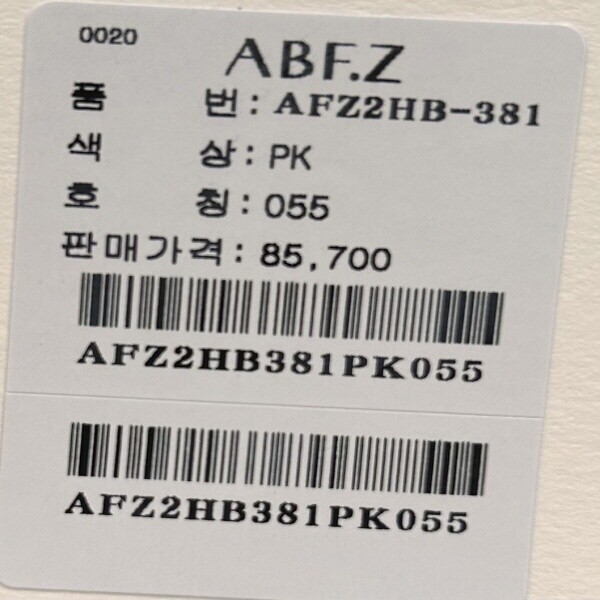 0020
ABF.Z
품 번 : AFZ2HB-381
색 상 : PK
호 칭 : 055
판매가격 : 85,700
AFZ2HB381PK055
AFZ2HB381PK055